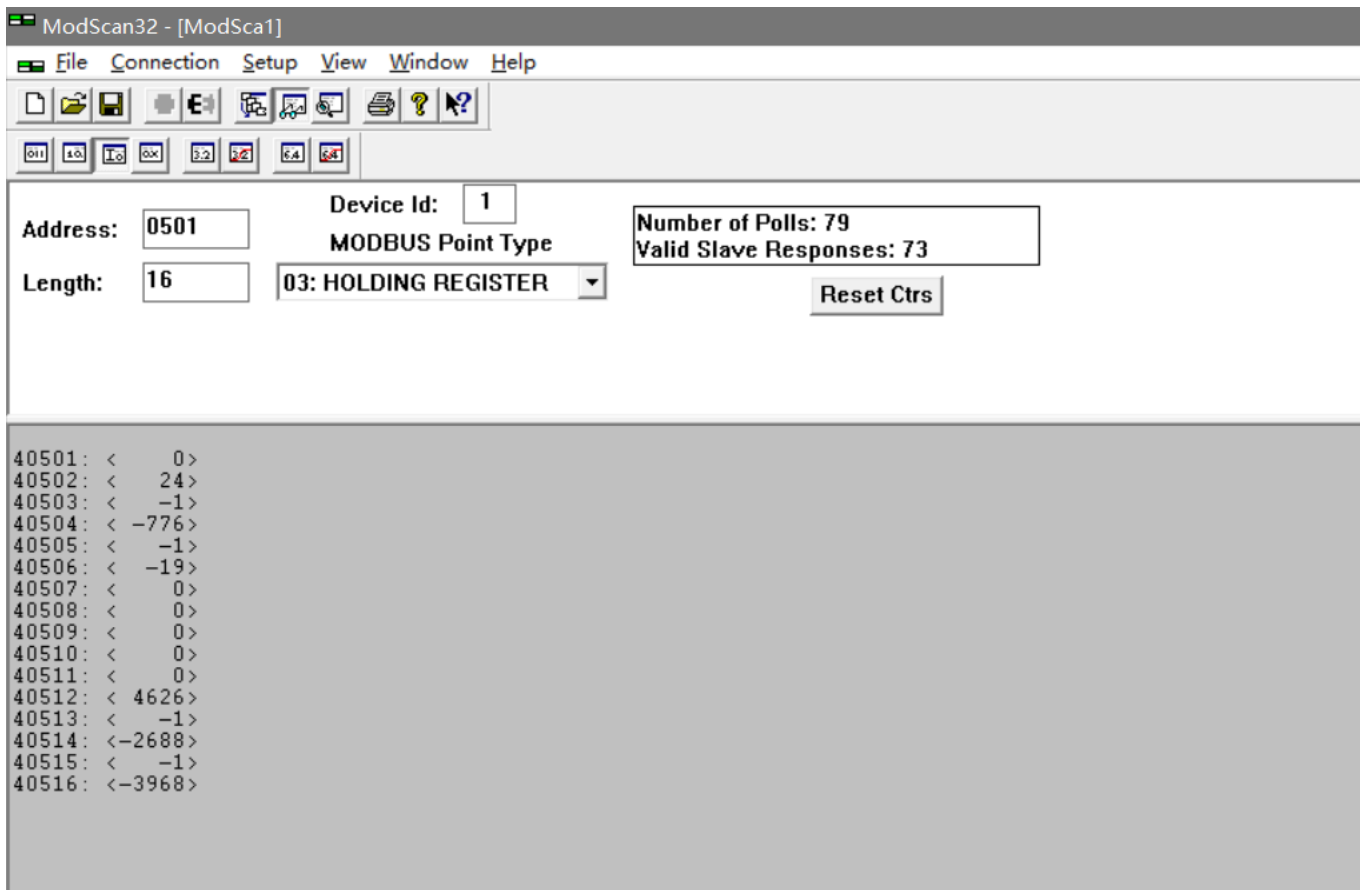 ModScan32 - [ModSca1]
File Connection Setup View Window Help
Address: 0501
Device Id: 1
MODBUS Point Type
Length: 16
03: HOLDING REGISTER
Number of Polls: 79
Valid Slave Responses: 73
Reset Ctrs
40501: <    0>
40502: <   24>
40503: <   -1>
40504: < -776>
40505: <   -1>
40506: <  -19>
40507: <    0>
40508: <    0>
40509: <    0>
40510: <    0>
40511: <    0>
40512: < 4626>
40513: <   -1>
40514: <-2688>
40515: <   -1>
40516: <-3968>